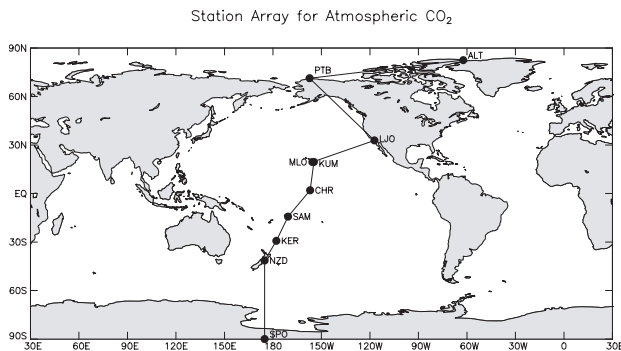 Station Array for Atmospheric CO₂
90N
ALT
PTB
60N
LJO
30N
MLO KUM
CHR
EQ
SAM
30S
KER
NZD
60S
SPO
90S
30E 60E 90E 120E 150E 180E 150W 120W 90W 60W 30W 0 30E